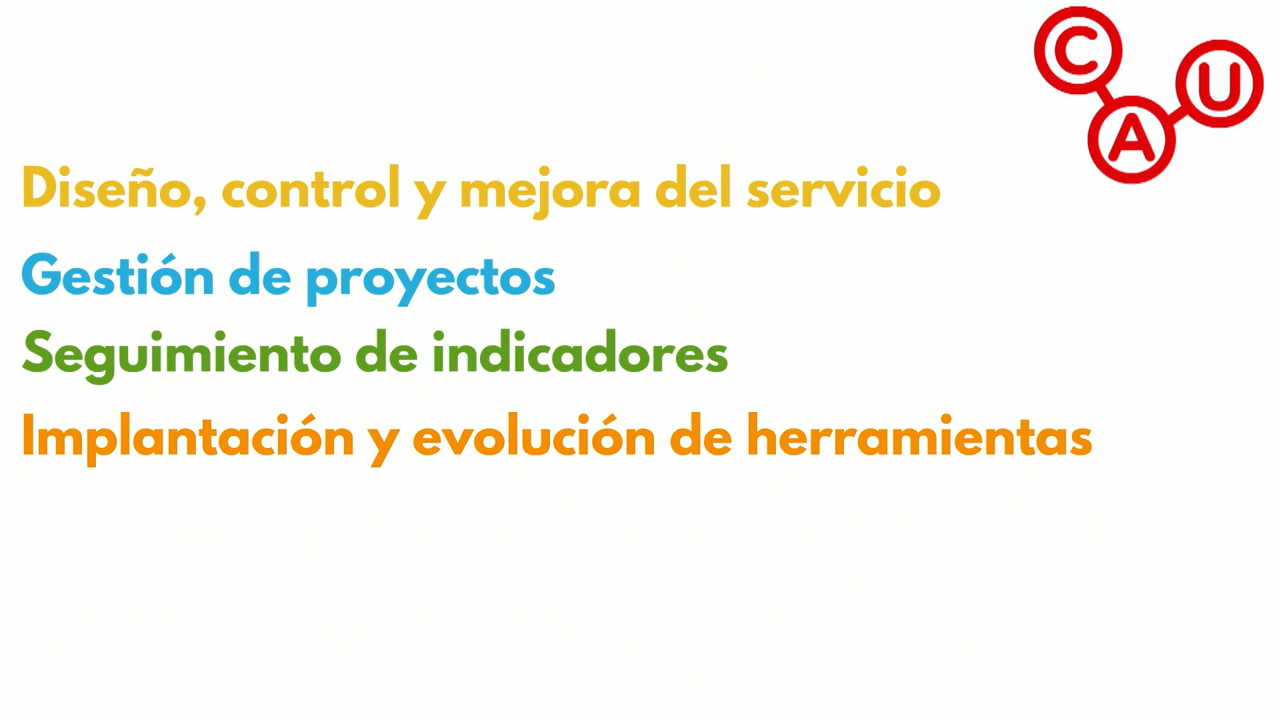 C
A
U
Diseño, control y mejora del servicio
Gestión de proyectos
Seguimiento de indicadores
Implantación y evolución de herramientas